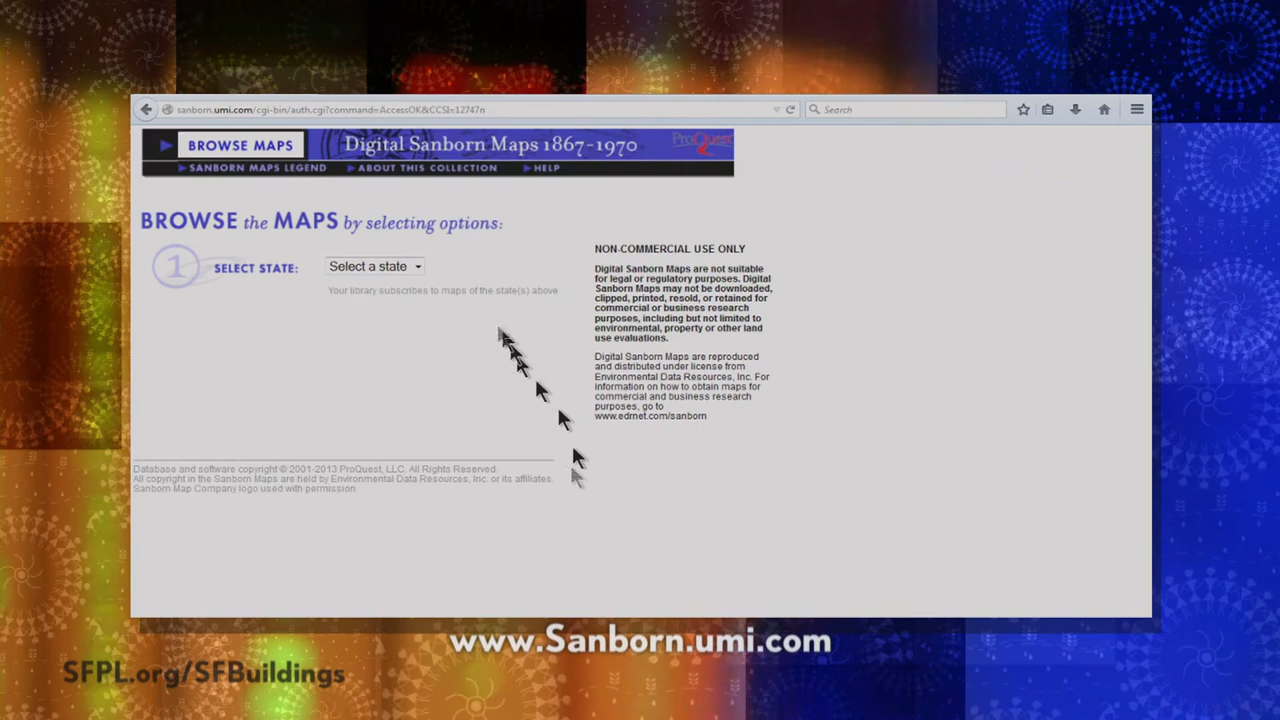 sanborn.umi.com/cgi-bin/auth.cgi?command=AccessOK&CCSI=12747n
Search
BROWSE MAPS
Digital Sanborn Maps 1867-1970
ProQuest
SANBORN MAPS LEGEND
ABOUT THIS COLLECTION
HELP
BROWSE the MAPS by selecting options:
1 SELECT STATE:
Select a state
Your library subscribes to maps of the state(s) above
NON-COMMERCIAL USE ONLY
Digital Sanborn Maps are not suitable
for legal or regulatory purposes. Digital
Sanborn Maps may not be downloaded,
clipped, printed, resold, or retained for
commercial or business research
purposes, including but not limited to
environmental, property or other land
use evaluations.
Digital Sanborn Maps are reproduced
and distributed under license from
Environmental Data Resources, Inc. For
information on how to obtain maps for
commercial and business research
purposes, go to
www.edrnet.com/sanborn
Database and software copyright © 2001-2013 ProQuest, LLC. All Rights Reserved.
All copyright in the Sanborn Maps are held by Environmental Data Resources, Inc. or its affiliates.
Sanborn Map Company logo used with permission.
www.Sanborn.umi.com
SFPL.org/SFBuildings